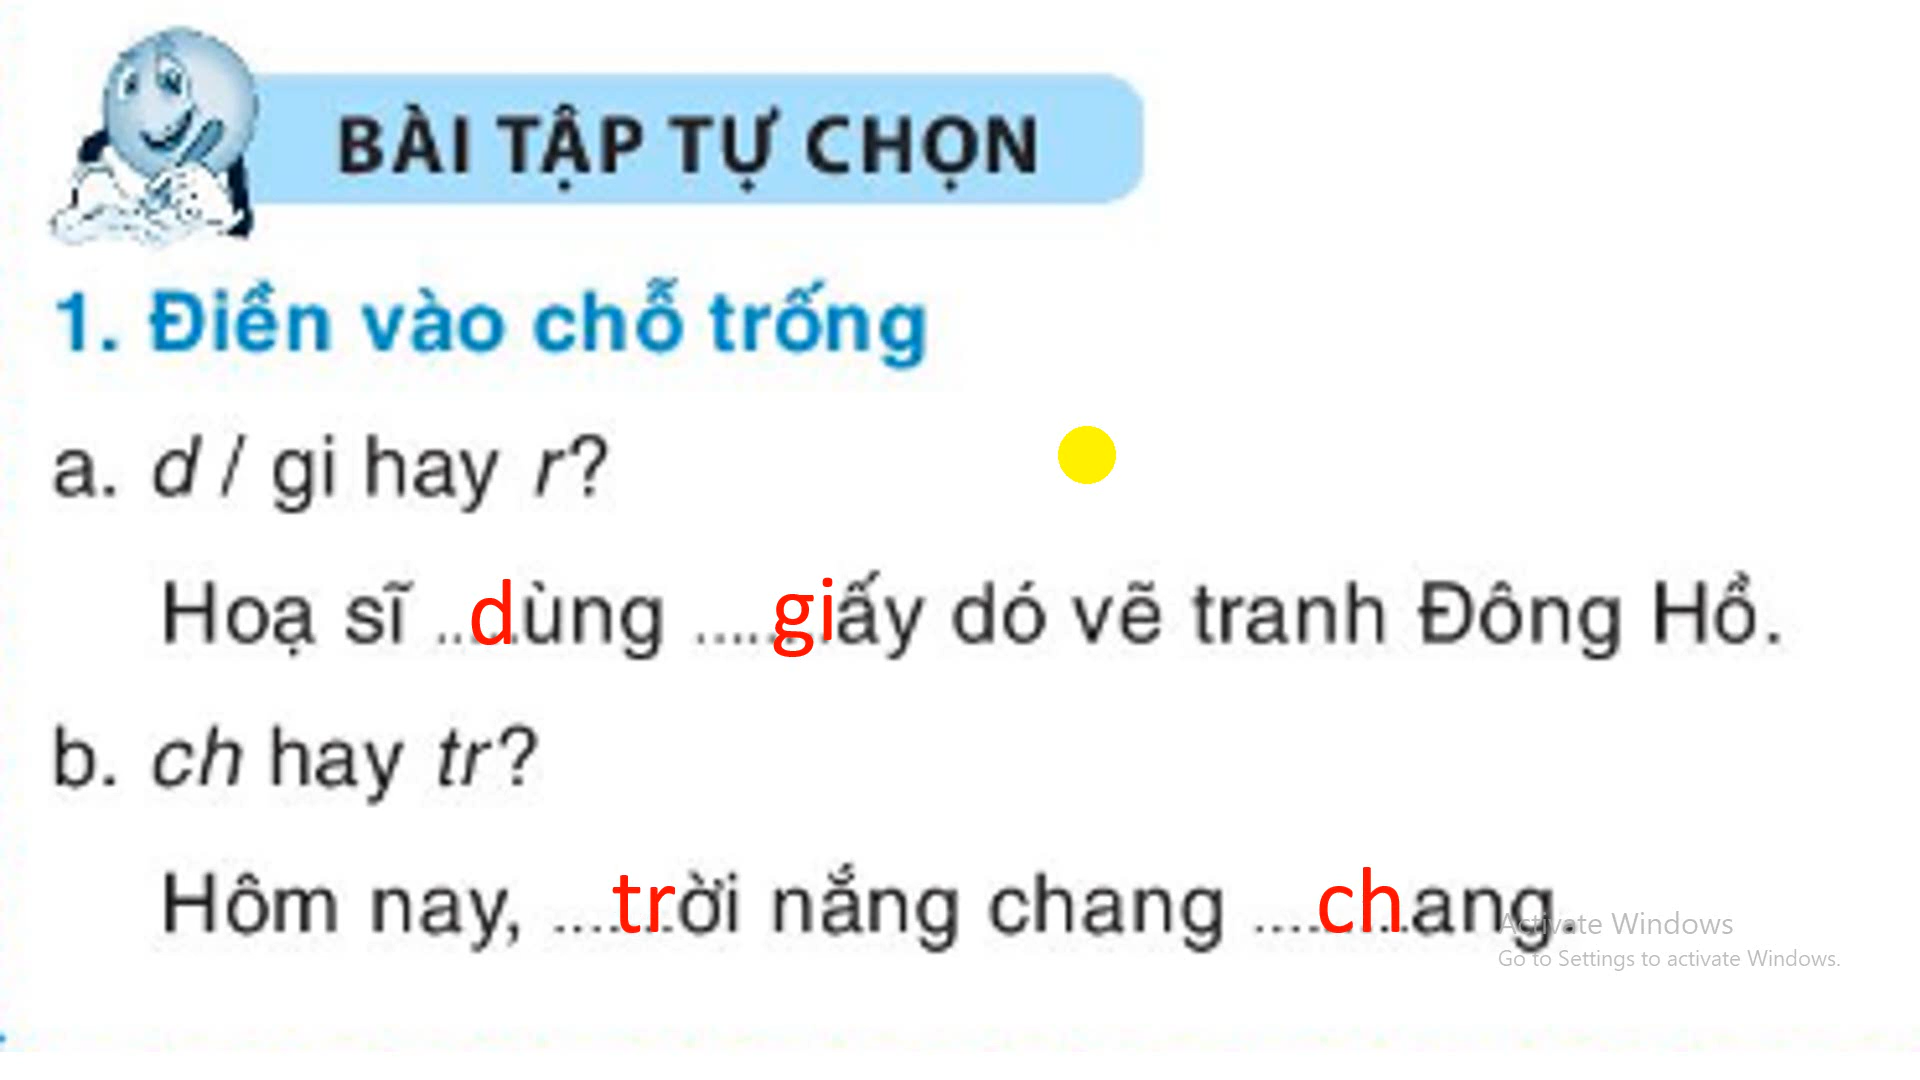 BÀI TẬP TỰ CHỌN
1. Điền vào chỗ trống
a. d / gi hay r?
Hoạ sĩ ..dùng ....giấy dó vẽ tranh Đông Hồ.
b. ch hay tr?
Hôm nay, ....trời nắng chang ....chang.
Activate Windows
Go to Settings to activate Windows.